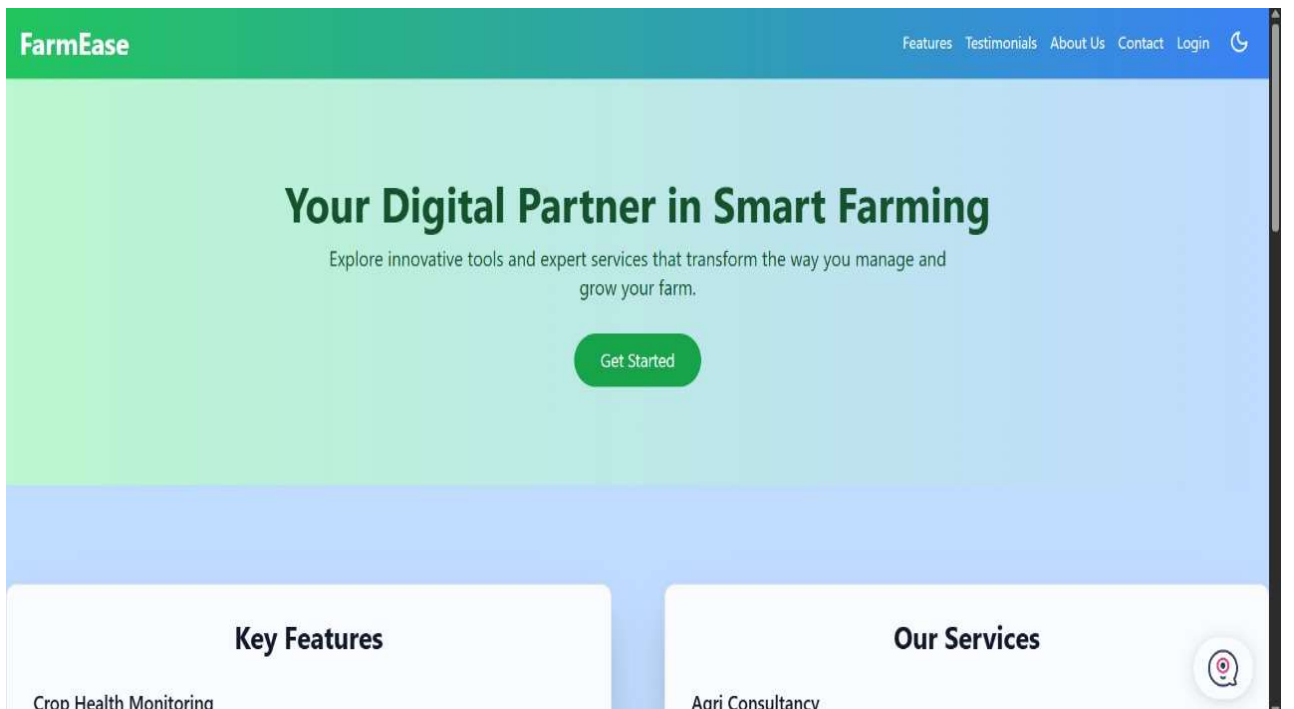 FarmEase
Features Testimonials About Us Contact Login
Your Digital Partner in Smart Farming
Explore innovative tools and expert services that transform the way you manage and
grow your farm.
Get Started
Key Features
Crop Health Monitoring
Our Services
Agri Consultancy